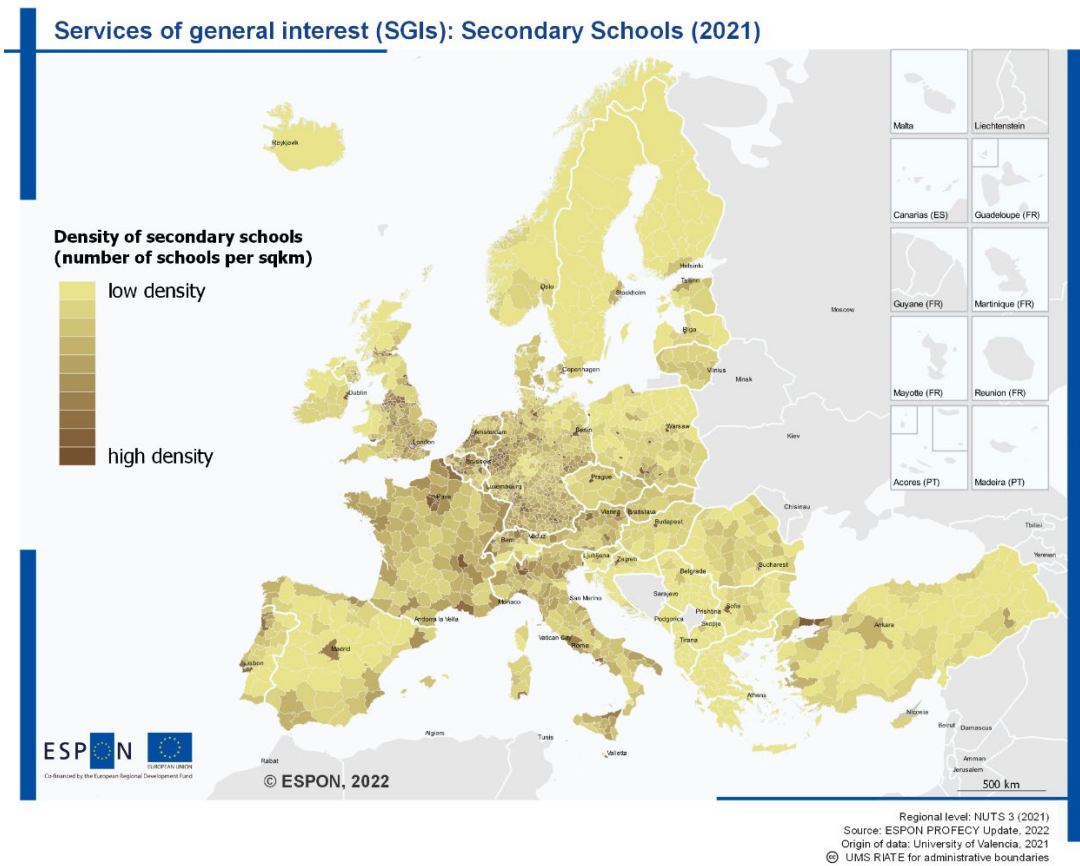 Services of general interest (SGIs): Secondary Schools (2021)
Malta
Liechtenstein
Reykjavik
Canarias (ES)
Guadeloupe (FR)
Density of secondary schools
(number of schools per sqkm)
low density
high density
Helsinki
Tallinn
Oslo
Stockholm
Guyane (FR)
Martinique (FR)
Moscow
Riga
Copenhagen
Vilnius
Minsk
Mayotte (FR)
Reunion (FR)
Dublin
London
Amsterdam
Berlin
Warsaw
Kiev
Brussels
Acores (PT)
Madeira (PT)
Luxembourg
Prague
Paris
Vienna
Bratislava
Chisinau
Budapest
Bern
Vaduz
Tbilisi
Ljubljana
Zagreb
Yerevan
Belgrade
Bucharest
Monaco
San Marino
Sarajevo
Andorra la Vella
Prishtina
Sofia
Podgorica
Skopje
Ankara
Vatican City
Rome
Tirana
Madrid
Lisbon
Athens
Nicosia
Beirut
Damascus
Algiers
Tunis
Valletta
Amman
Jerusalem
Rabat
ESPON
EUROPEAN UNION
Co-financed by the European Regional Development Fund
© ESPON, 2022
500 km
Regional level: NUTS 3 (2021)
Source: ESPON PROFECY Update, 2022
Origin of data: University of Valencia, 2021
UMS RIATE for administrative boundaries